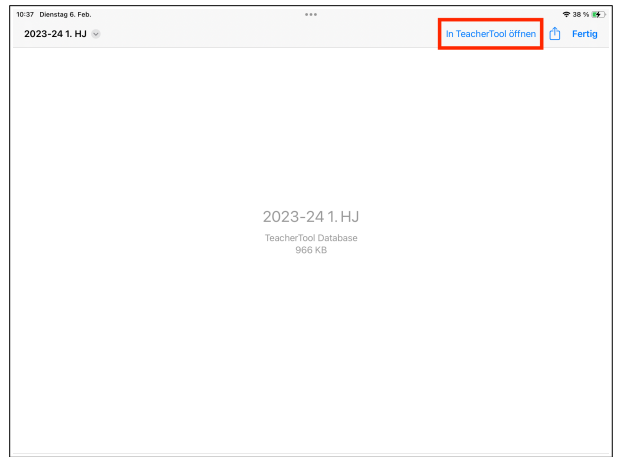 10:37 Dienstag 6. Feb.
38 %
2023-24 1. HJ
In TeacherTool öffnen
Fertig
2023-24 1. HJ
TeacherTool Database
966 KB